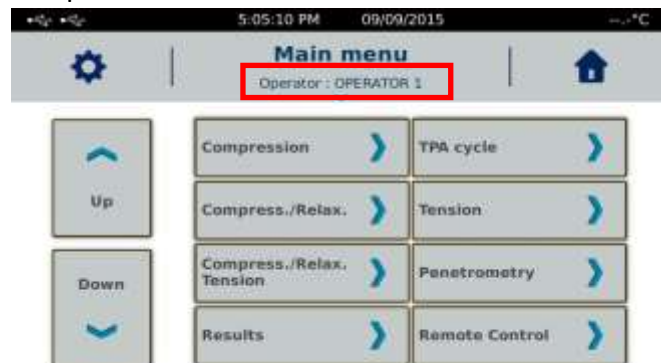 5:05:10 PM 09/09/2015 --.-°C
Main menu
Operator : OPERATOR 1
Compression
TPA cycle
Up
Compress./Relax.
Tension
Compress./Relax.
Tension
Penetrometry
Down
Results
Remote Control